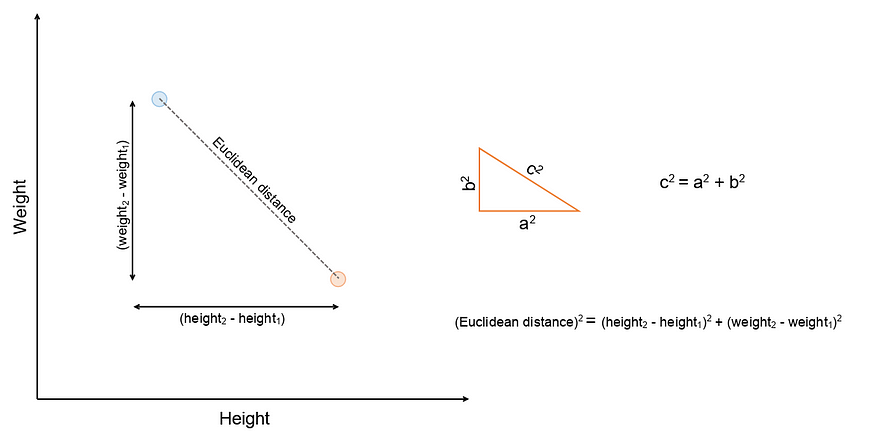 Weight
(weight₂ - weight₁)
Euclidean distance
(height₂ - height₁)
Height
b²
c²
a²
c² = a² + b²
(Euclidean distance)² = (height₂ - height₁)² + (weight₂ - weight₁)²